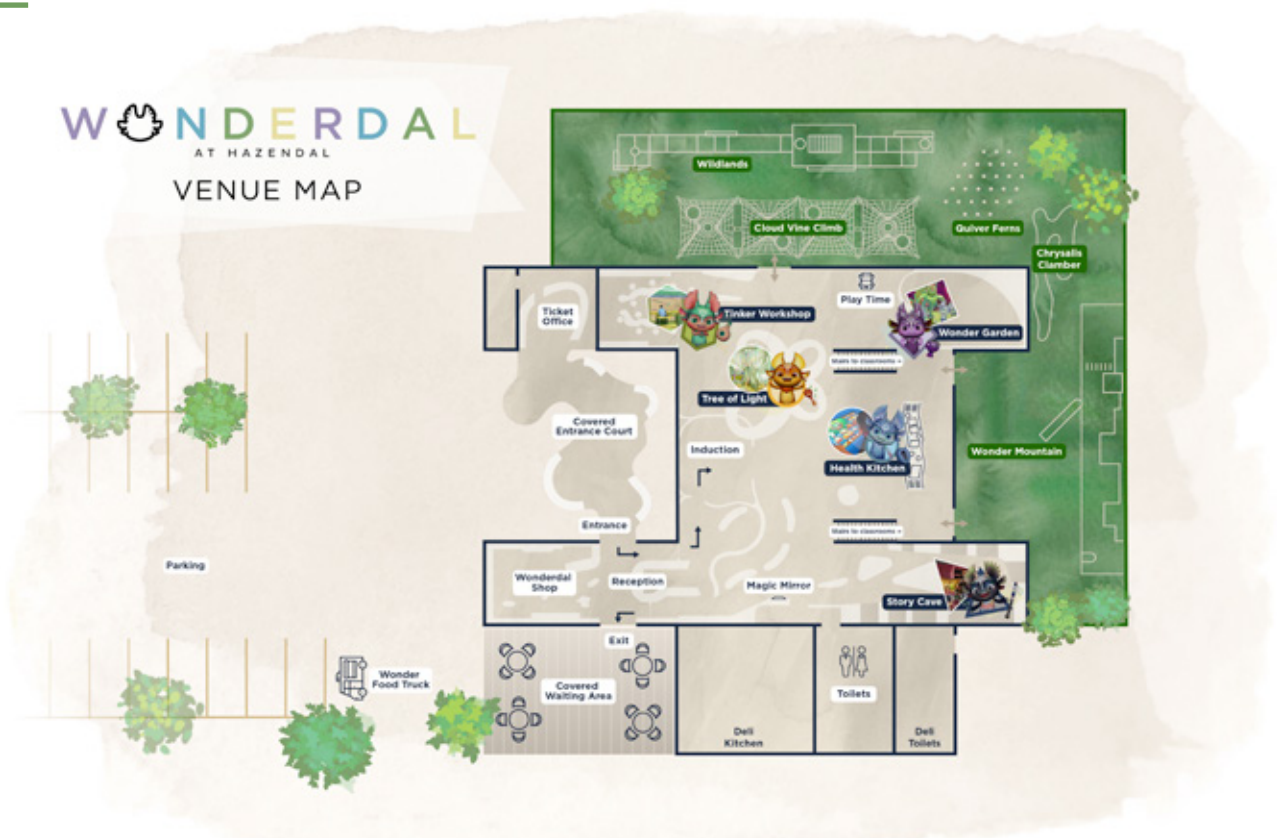 WONDERDAL
AT HAZENDAL
VENUE MAP
Wildlands
Cloud Vine Climb
Quiver Ferns
Chrysalis
Clamber
Ticket
Office
Tinker Workshop
Play Time
Wonder Garden
Stairs to classrooms
Tree of Light
Covered
Entrance Court
Induction
Health Kitchen
Wonder Mountain
Entrance
Stairs to classrooms
Parking
Wonderdal
Shop
Reception
Magic Mirror
Story Cave
Exit
Wonder
Food Truck
Covered
Waiting Area
Toilets
Deli
Kitchen
Deli
Toilets